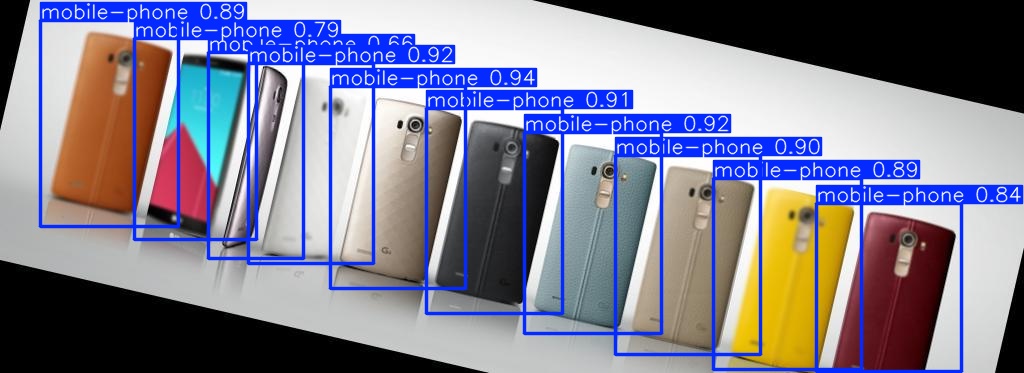 mobile-phone 0.89
mobile-phone 0.79
mobile-phone 0.66
mobile-phone 0.92
mobile-phone 0.94
mobile-phone 0.91
mobile-phone 0.92
mobile-phone 0.90
mobile-phone 0.89
mobile-phone 0.84
G4